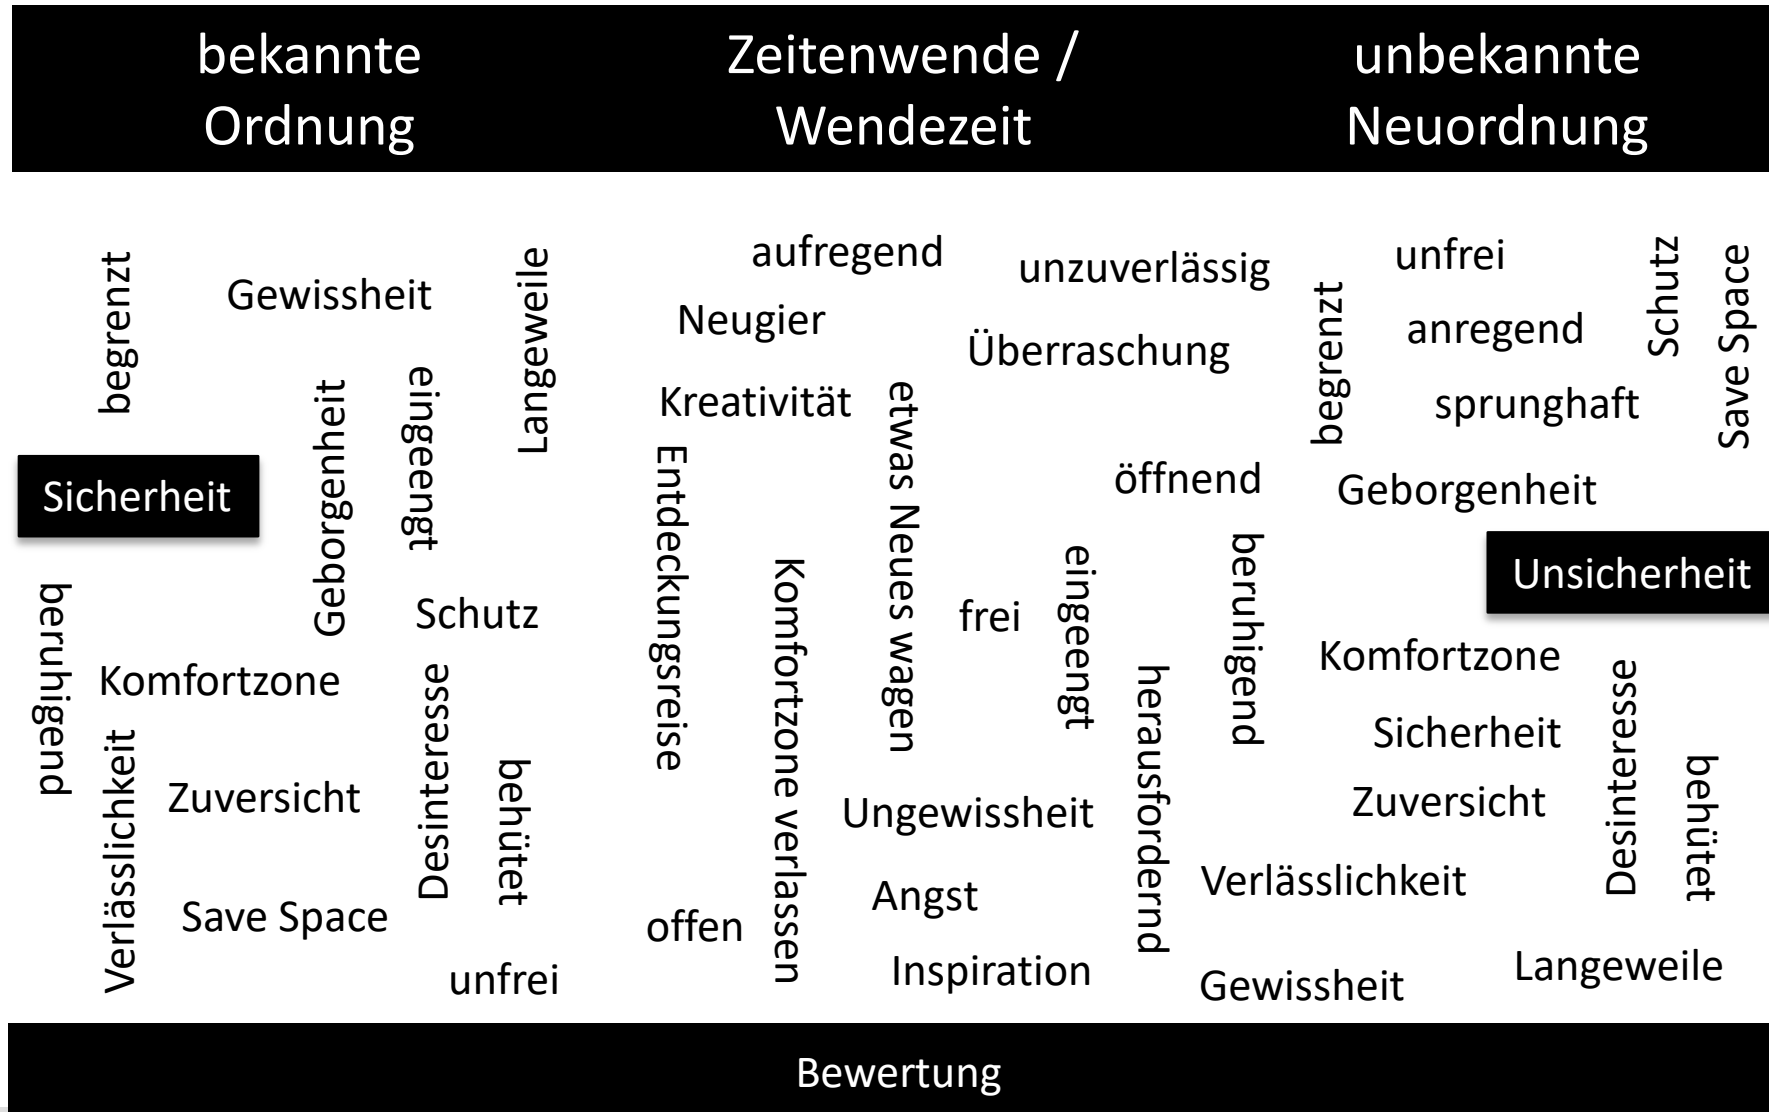 bekannte
Ordnung
Zeitenwende /
Wendezeit
unbekannte
Neuordnung
begrenzt
Gewissheit
Langeweile
Geborgenheit
eingeengt
Sicherheit
beruhigend
Schutz
Komfortzone
Verlässlichkeit
Zuversicht
Desinteresse
behütet
Save Space
unfrei
aufregend
unzuverlässig
Neugier
Überraschung
Kreativität
etwas Neues wagen
Entdeckungsreise
öffnend
Komfortzone verlassen
frei
eingeengt
herausfordernd
Ungewissheit
Angst
offen
Inspiration
unfrei
Schutz
Save Space
begrenzt
anregend
sprunghaft
Geborgenheit
beruhigend
Unsicherheit
Komfortzone
Sicherheit
Desinteresse
behütet
Zuversicht
Verlässlichkeit
Langeweile
Gewissheit
Bewertung